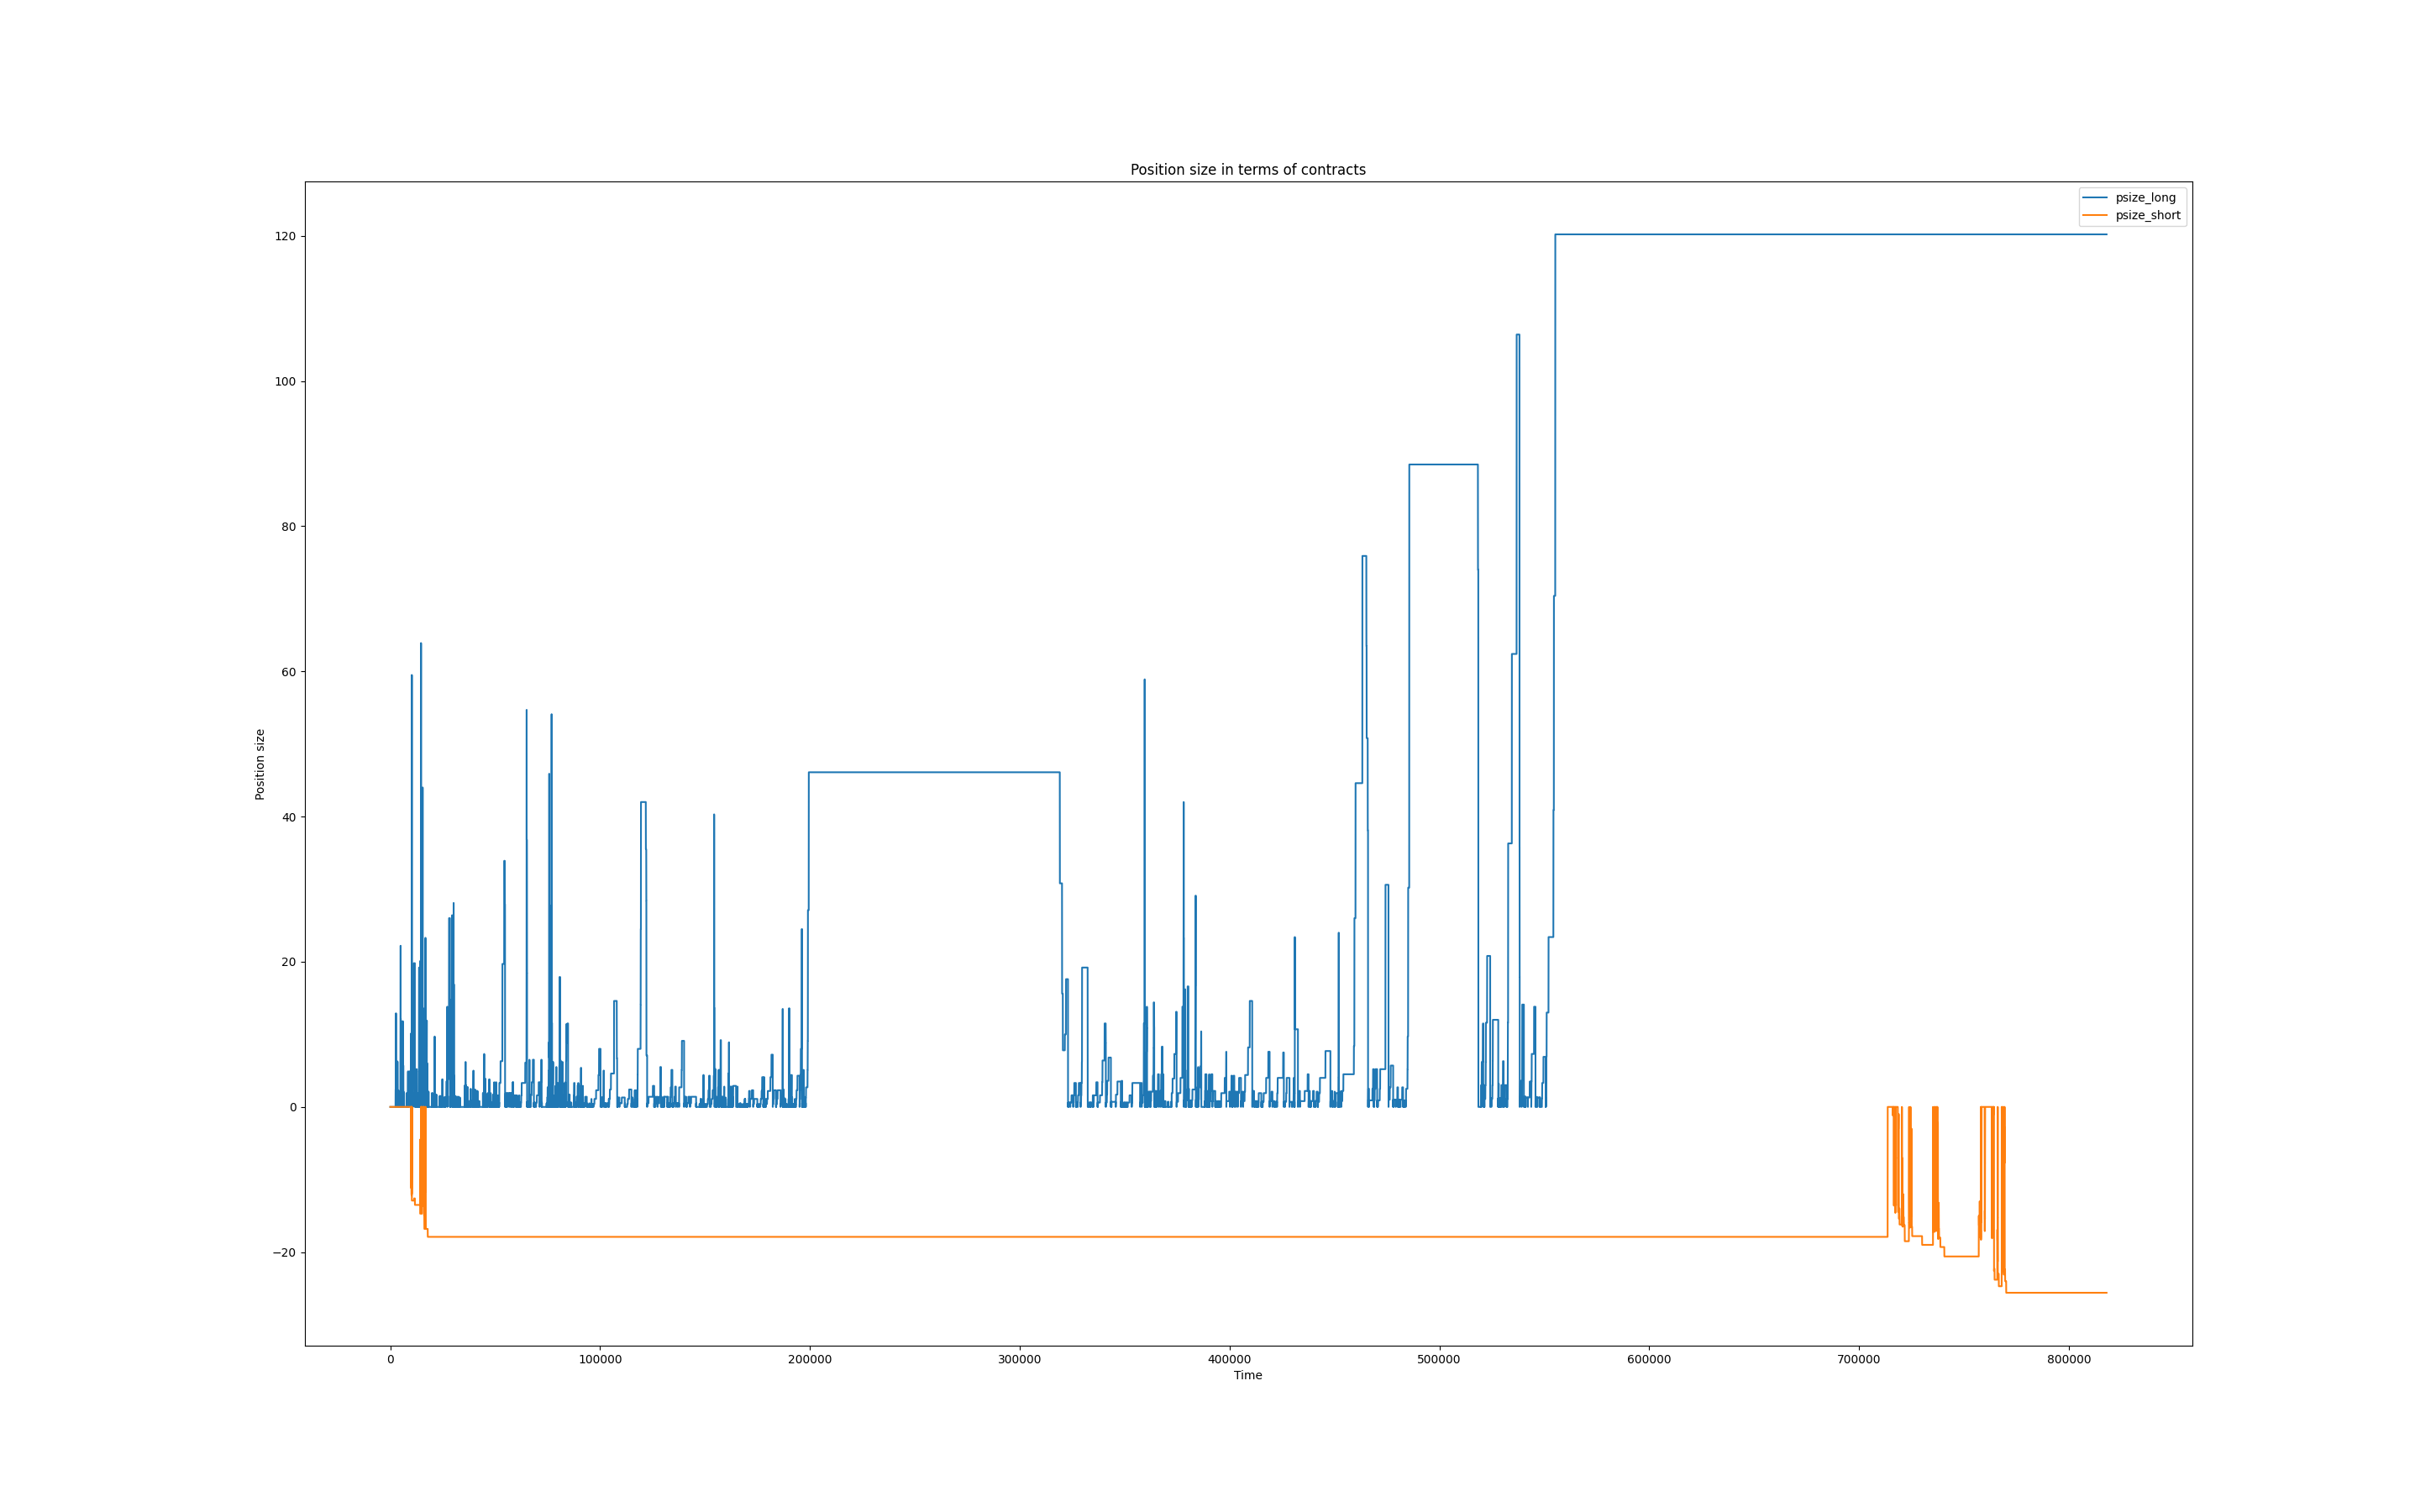 Position size in terms of contracts
psize_long
psize_short
120
100
80
60
40
20
0
−20
Position size
0 100000 200000 300000 400000 500000 600000 700000 800000
Time